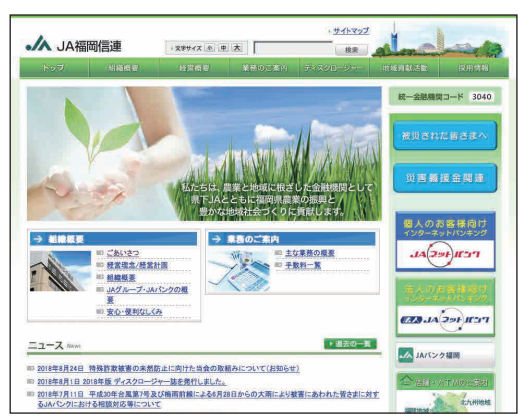 サイトマップ
JA福岡信連
文字サイズ 小 中 大
検索
トップ
組織概要
経営概要
業務のご案内
ディスクロージャー
地域貢献活動
採用情報
統一金融機関コード 3040
被災された皆さまへ
災害義援金関連
私たちは、農業と地域に根ざした金融機関として
県下JAとともに福岡県農業の振興と
豊かな地域社会づくりに貢献します。
個人のお客様向け
インターネットバンキング
JAネットバンク
組織概要
ごあいさつ
経営理念/経営計画
組織概要
JAグループ・JAバンクの概
要
安心・便利なしくみ
業務のご案内
主な業務の概要
手数料一覧
法人のお客様向け
インターネットバンキング
法人JAネットバンク
JAバンク福岡
ニュース News
過去の一覧
2018年8月24日 特殊詐欺被害の未然防止に向けた当会の取組みについて(お知らせ)
2018年8月1日 2018年版 ディスクロージャー誌を発行しました。
2018年7月11日 平成30年台風第7号及び梅雨前線による6月28日からの大雨により被害にあわれた皆さまに対す
るJAバンクにおける相談対応等について
店舗・ATMのご案内
北九州地域
福岡地域